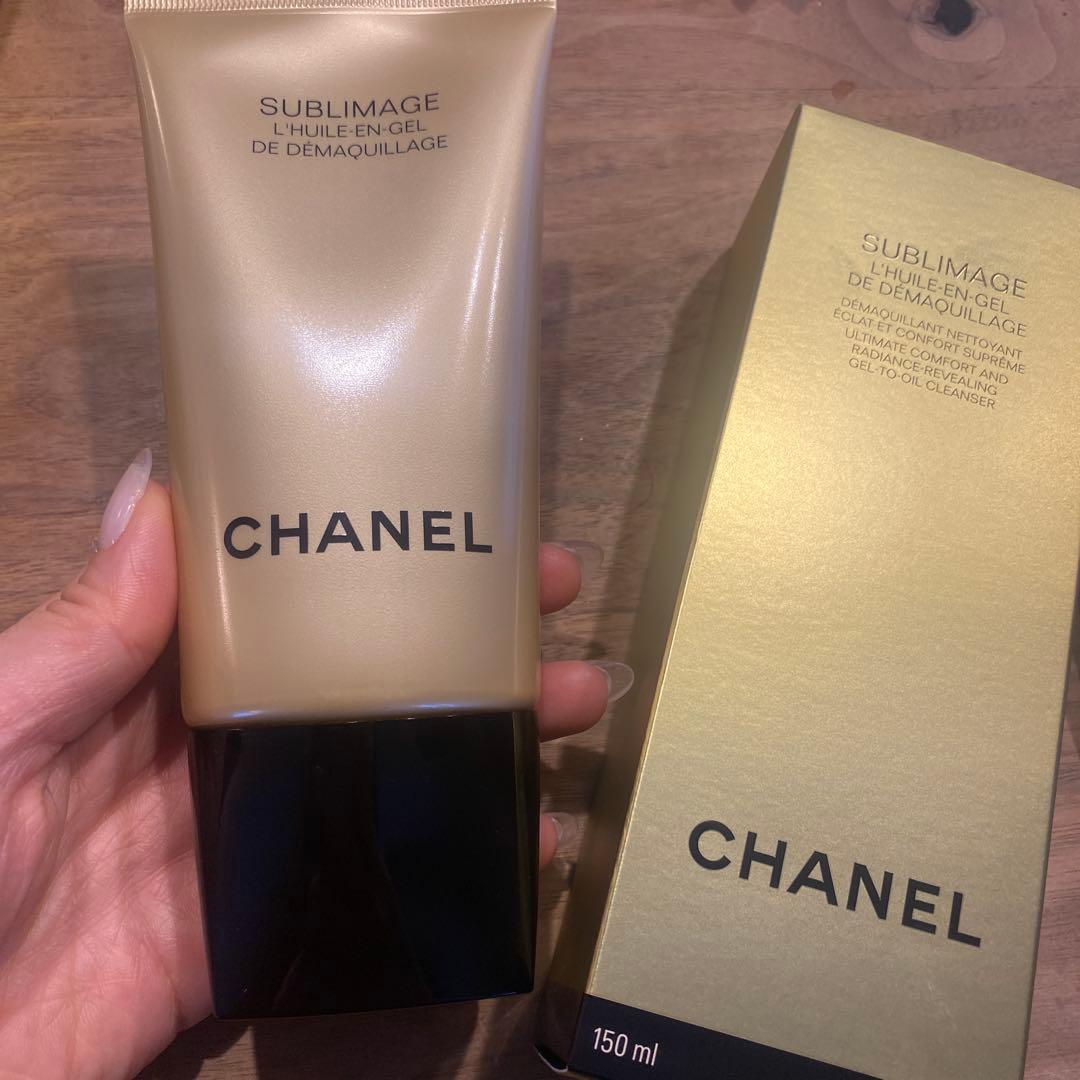 SUBLIMAGE
L'HUILE-EN-GEL
DE DÉMAQUILLAGE
CHANEL
SUBLIMAGE
L'HUILE-EN-GEL
DE DÉMAQUILLAGE
DÉMAQUILLANT NETTOYANT
ÉCLAT ET CONFORT SUPRÊME
ULTIMATE COMFORT AND
RADIANCE-REVEALING
GEL-TO-OIL CLEANSER
CHANEL
150 ml